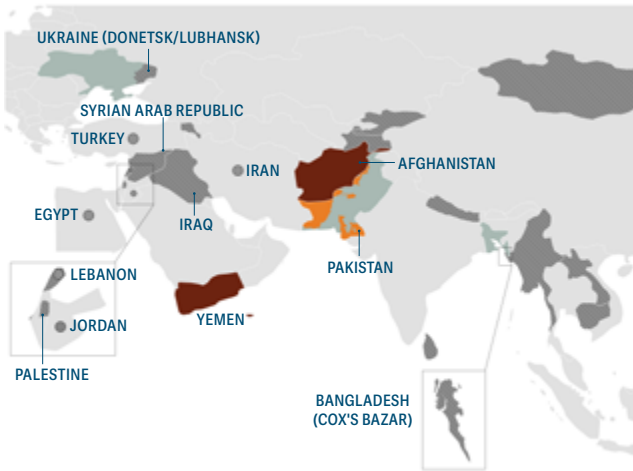 UKRAINE (DONETSK/LUBHANSK)
SYRIAN ARAB REPUBLIC
TURKEY
IRAN
AFGHANISTAN
EGYPT
IRAQ
PAKISTAN
LEBANON
YEMEN
JORDAN
PALESTINE
BANGLADESH
(COX'S BAZAR)